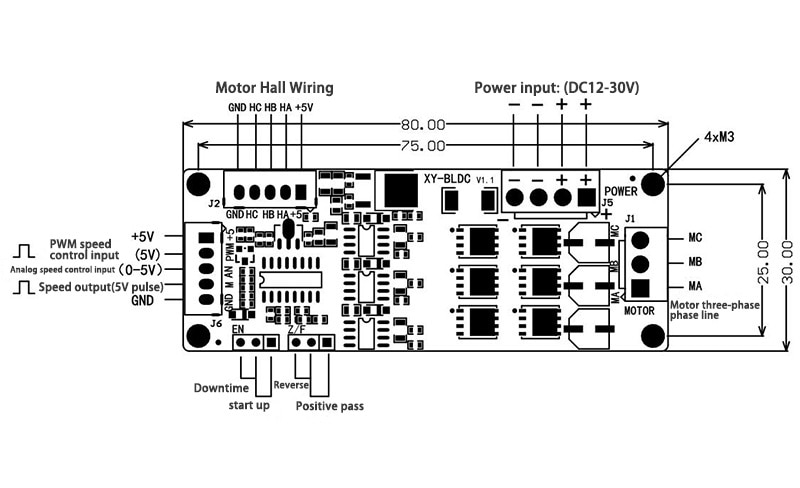 Motor Hall Wiring
Power input: (DC12-30V)
GND HC HB HA +5V
− − + +
80.00
75.00
4xM3
XY-BLDC V1.1
J2
− − + +
POWER
J5
GND HC HB HA +5
− +
J1
+5V
PWM speed
control input
(5V)
Analog speed control input
(0-5V)
Speed output(5V pulse)
GND
PWM +5
AN
M
GND
J6
MC
MB
MA
MC
MB
MA
MOTOR
Motor three-phase
phase line
25.00
30.00
EN
Z/F
Downtime
start up
Reverse
Positive pass